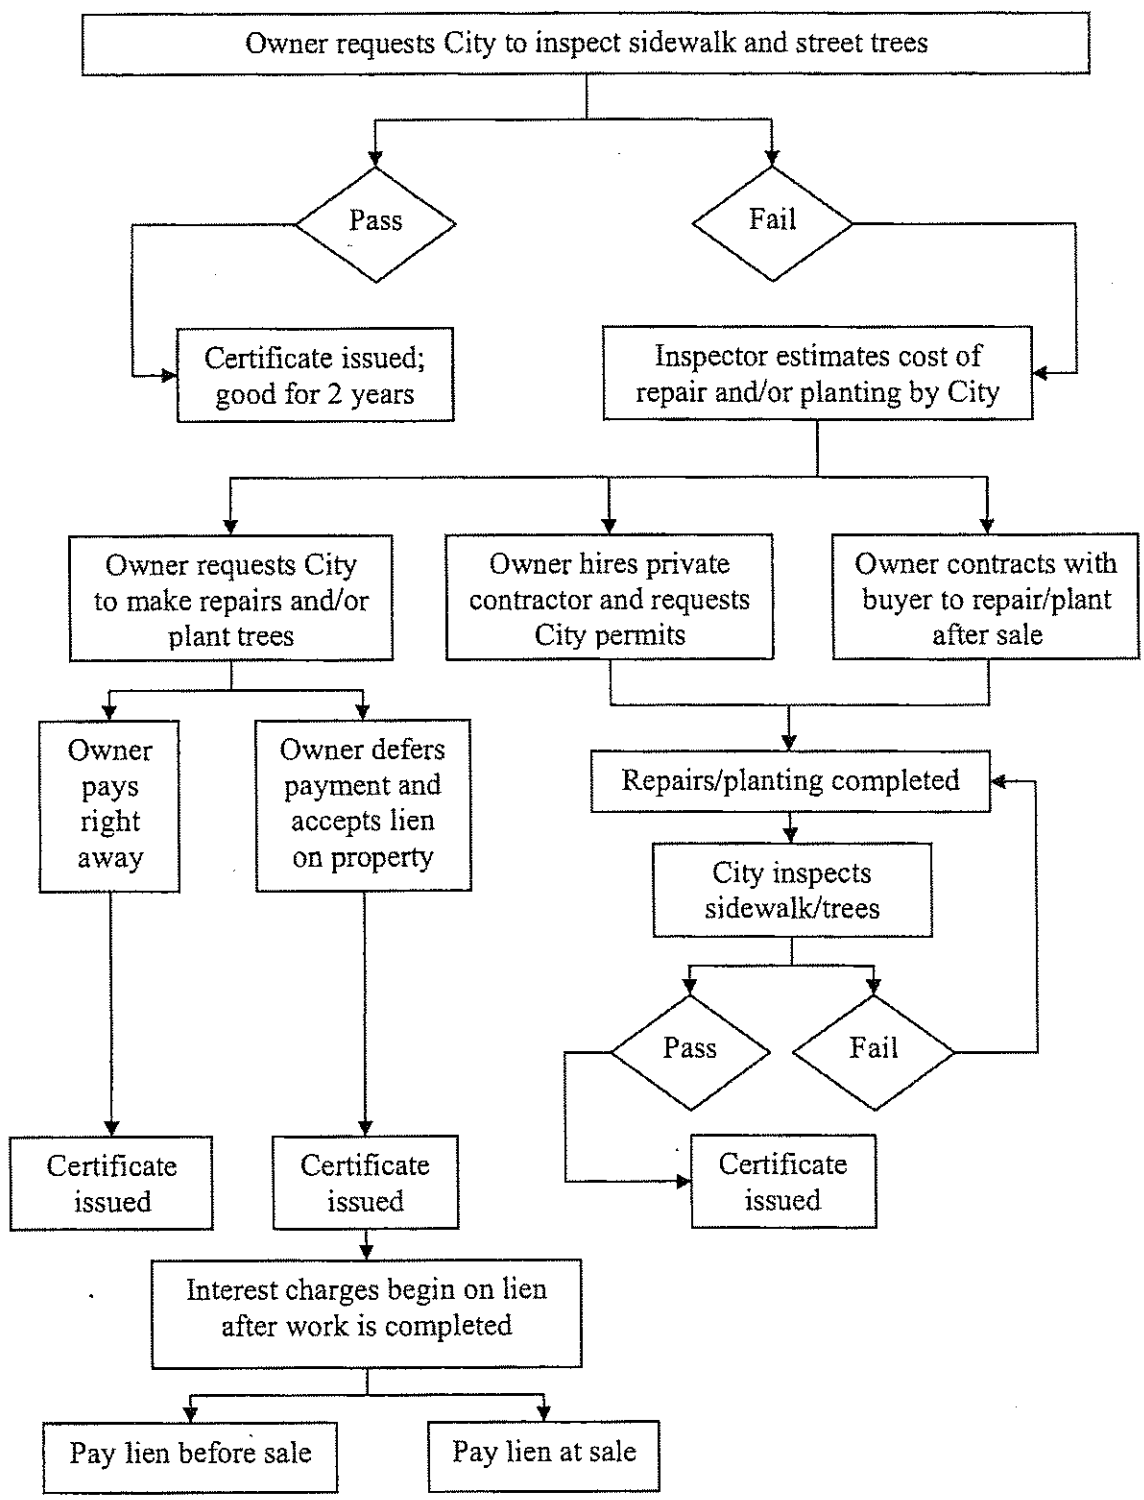 Owner requests City to inspect sidewalk and street trees
Pass
Fail
Certificate issued;
good for 2 years
Inspector estimates cost of
repair and/or planting by City
Owner requests City
to make repairs and/or
plant trees
Owner hires private
contractor and requests
City permits
Owner contracts with
buyer to repair/plant
after sale
Owner
pays
right
away
Owner defers
payment and
accepts lien
on property
Repairs/planting completed
City inspects
sidewalk/trees
Pass
Fail
Certificate
issued
Certificate
issued
Certificate
issued
Interest charges begin on lien
after work is completed
Pay lien before sale
Pay lien at sale